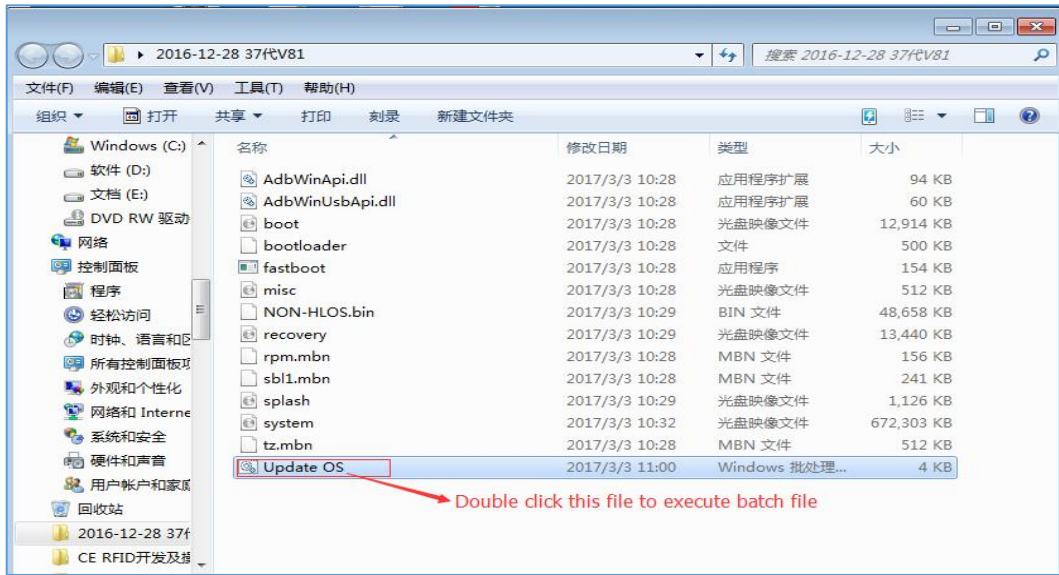 2016-12-28 37代V81
搜索 2016-12-28 37代V81
文件(F) 编辑(E) 查看(V) 工具(T) 帮助(H)
组织 打开 共享 打印 刻录 新建文件夹
Windows (C:)
软件 (D:)
文档 (E:)
DVD RW 驱动
网络
控制面板
程序
轻松访问
时钟、语言和区
所有控制面板项
外观和个性化
网络和 Interne
系统和安全
硬件和声音
用户帐户和家庭
回收站
2016-12-28 37代
CE RFID开发及操
名称 修改日期 类型 大小
AdbWinApi.dll 2017/3/3 10:28 应用程序扩展 94 KB
AdbWinUsbApi.dll 2017/3/3 10:28 应用程序扩展 60 KB
boot 2017/3/3 10:28 光盘映像文件 12,914 KB
bootloader 2017/3/3 10:28 文件 500 KB
fastboot 2017/3/3 10:28 应用程序 154 KB
misc 2017/3/3 10:28 光盘映像文件 512 KB
NON-HLOS.bin 2017/3/3 10:29 BIN 文件 48,658 KB
recovery 2017/3/3 10:29 光盘映像文件 13,440 KB
rpm.mbn 2017/3/3 10:28 MBN 文件 156 KB
sbl1.mbn 2017/3/3 10:28 MBN 文件 241 KB
splash 2017/3/3 10:29 光盘映像文件 1,126 KB
system 2017/3/3 10:32 光盘映像文件 672,303 KB
tz.mbn 2017/3/3 10:28 MBN 文件 512 KB
Update OS 2017/3/3 11:00 Windows 批处理... 4 KB
Double click this file to execute batch file